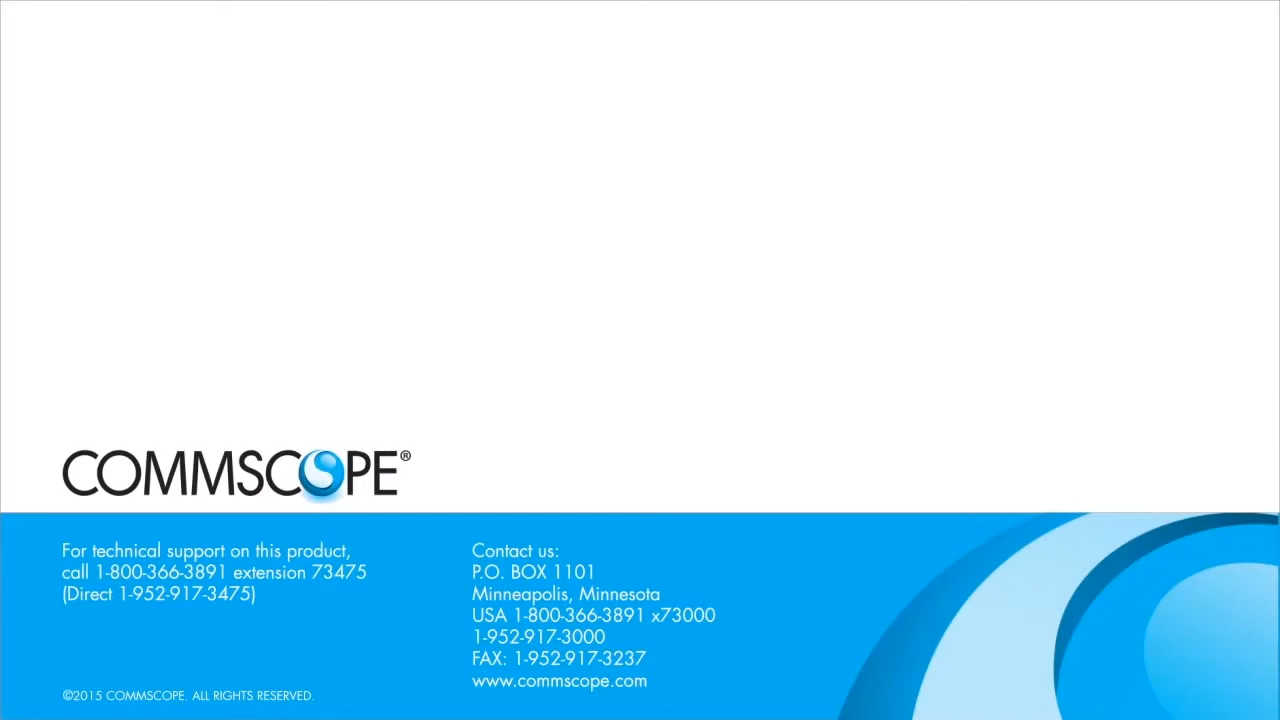 COMMSCOPE®
For technical support on this product,
call 1-800-366-3891 extension 73475
(Direct 1-952-917-3475)
©2015 COMMSCOPE. ALL RIGHTS RESERVED.
Contact us:
P.O. BOX 1101
Minneapolis, Minnesota
USA 1-800-366-3891 x73000
1-952-917-3000
FAX: 1-952-917-3237
www.commscope.com